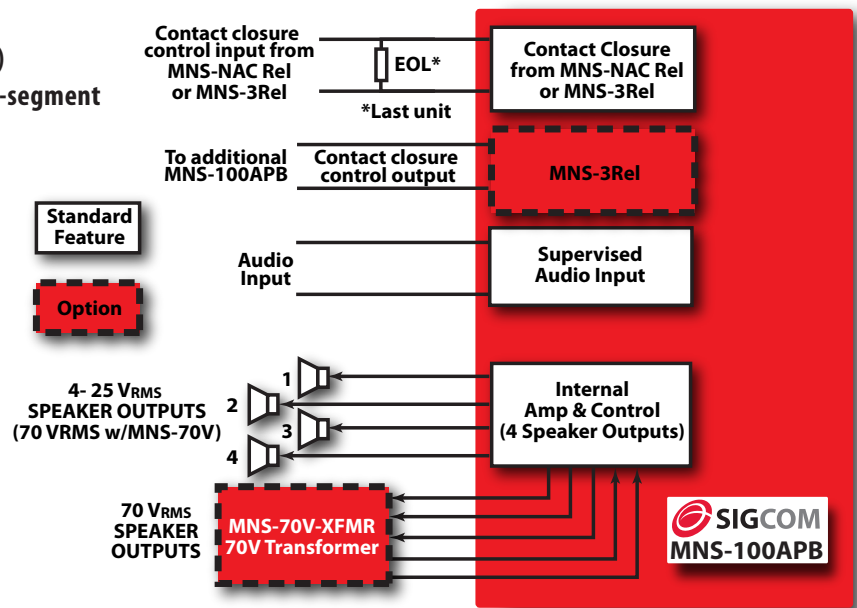 )
-segment
Contact closure
control input from
MNS-NAC Rel
or MNS-3Rel
EOL*
*Last unit
Contact Closure
from MNS-NAC Rel
or MNS-3Rel
To additional
MNS-100APB
Contact closure
control output
MNS-3Rel
Standard
Feature
Option
Audio
Input
Supervised
Audio Input
4- 25 VRMS
SPEAKER OUTPUTS
(70 VRMS w/MNS-70V)
1
2
3
4
Internal
Amp & Control
(4 Speaker Outputs)
70 VRMS
SPEAKER
OUTPUTS
MNS-70V-XFMR
70V Transformer
SIGCOM
MNS-100APB